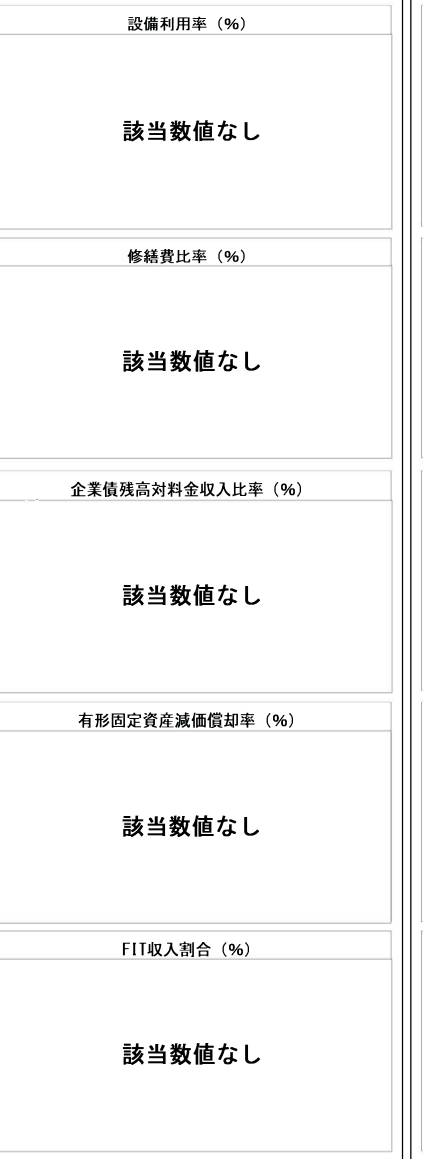 設備利用率（%）
該当数値なし
修繕費比率（%）
該当数値なし
企業債残高対料金収入比率（%）
該当数値なし
有形固定資産減価償却率（%）
該当数値なし
FIT収入割合（%）
該当数値なし